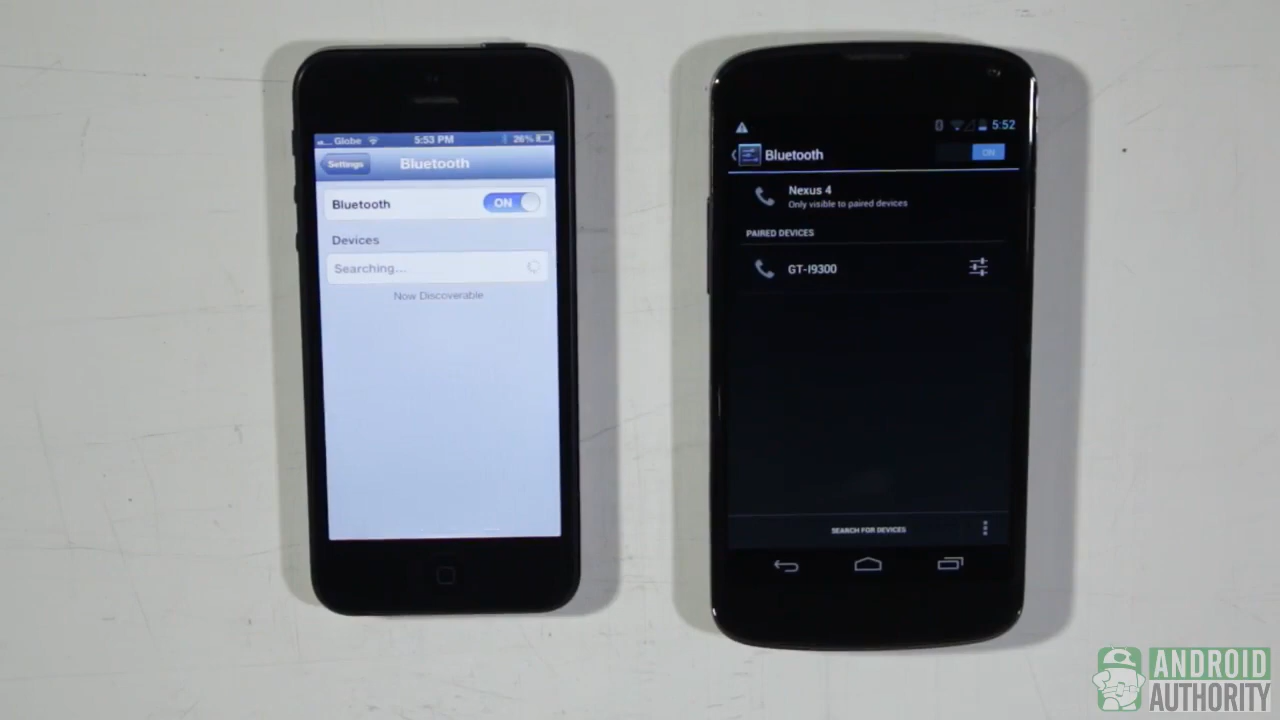 Globe 5:53 PM 26%
Settings Bluetooth
Bluetooth ON
Devices
Searching...
Now Discoverable
5:52
Bluetooth ON
Nexus 4
Only visible to paired devices
PAIRED DEVICES
GT-I9300
SEARCH FOR DEVICES
ANDROID
AUTHORITY